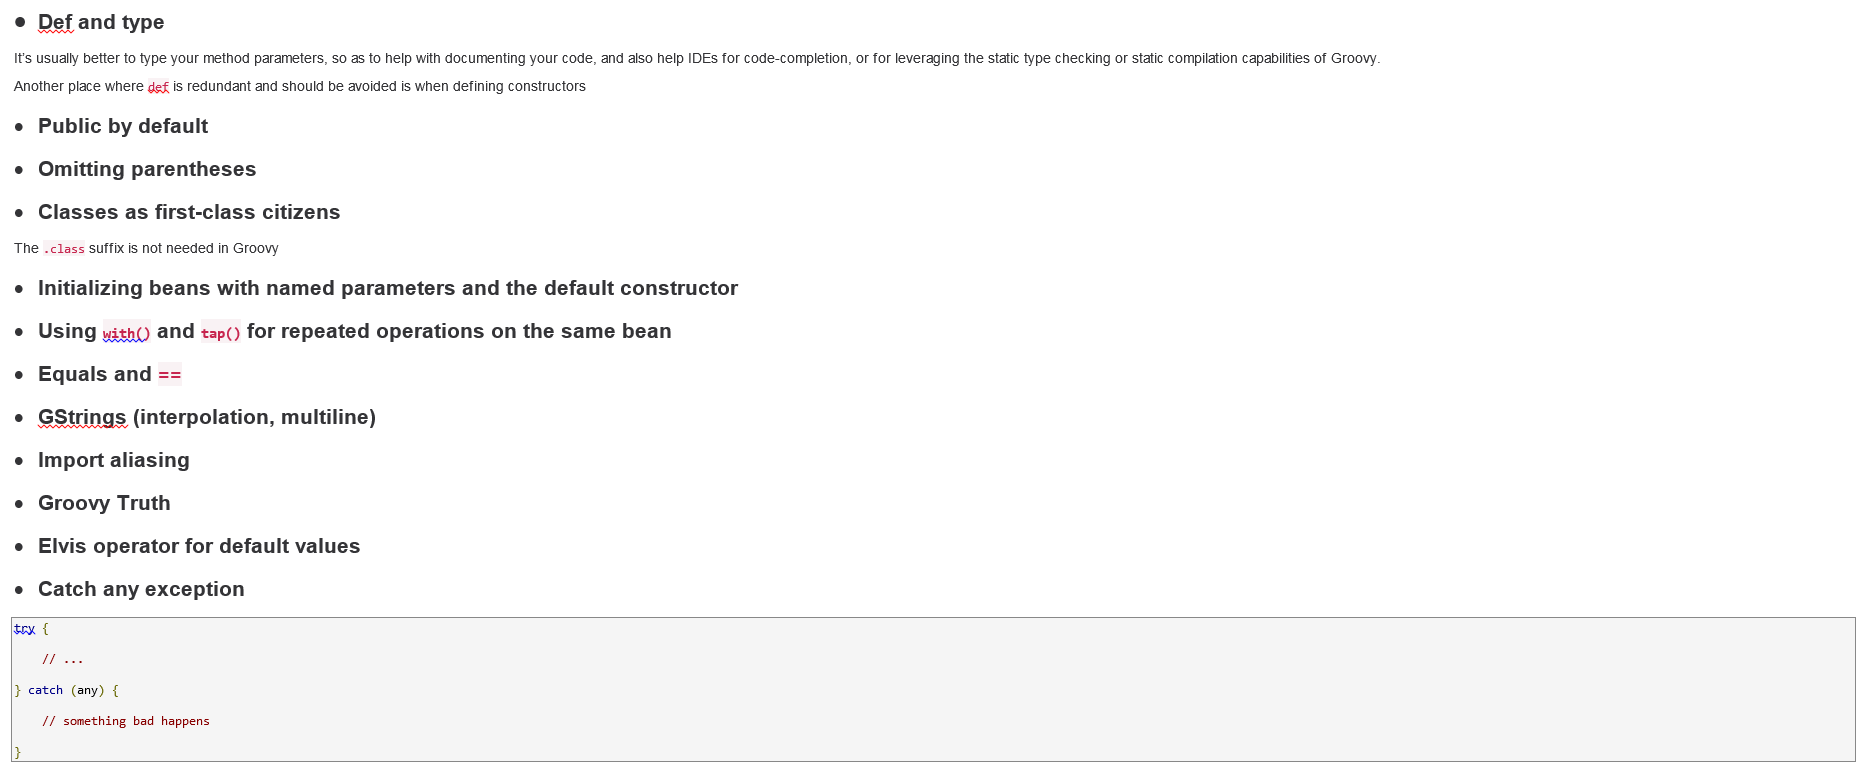 • Def and type
It's usually better to type your method parameters, so as to help with documenting your code, and also help IDEs for code-completion, or for leveraging the static type checking or static compilation capabilities of Groovy.
Another place where def is redundant and should be avoided is when defining constructors
• Public by default
• Omitting parentheses
• Classes as first-class citizens
The .class suffix is not needed in Groovy
• Initializing beans with named parameters and the default constructor
• Using with() and tap() for repeated operations on the same bean
• Equals and ==
• GStrings (interpolation, multiline)
• Import aliasing
• Groovy Truth
• Elvis operator for default values
• Catch any exception
try {
    // ...
} catch (any) {
    // something bad happens
}